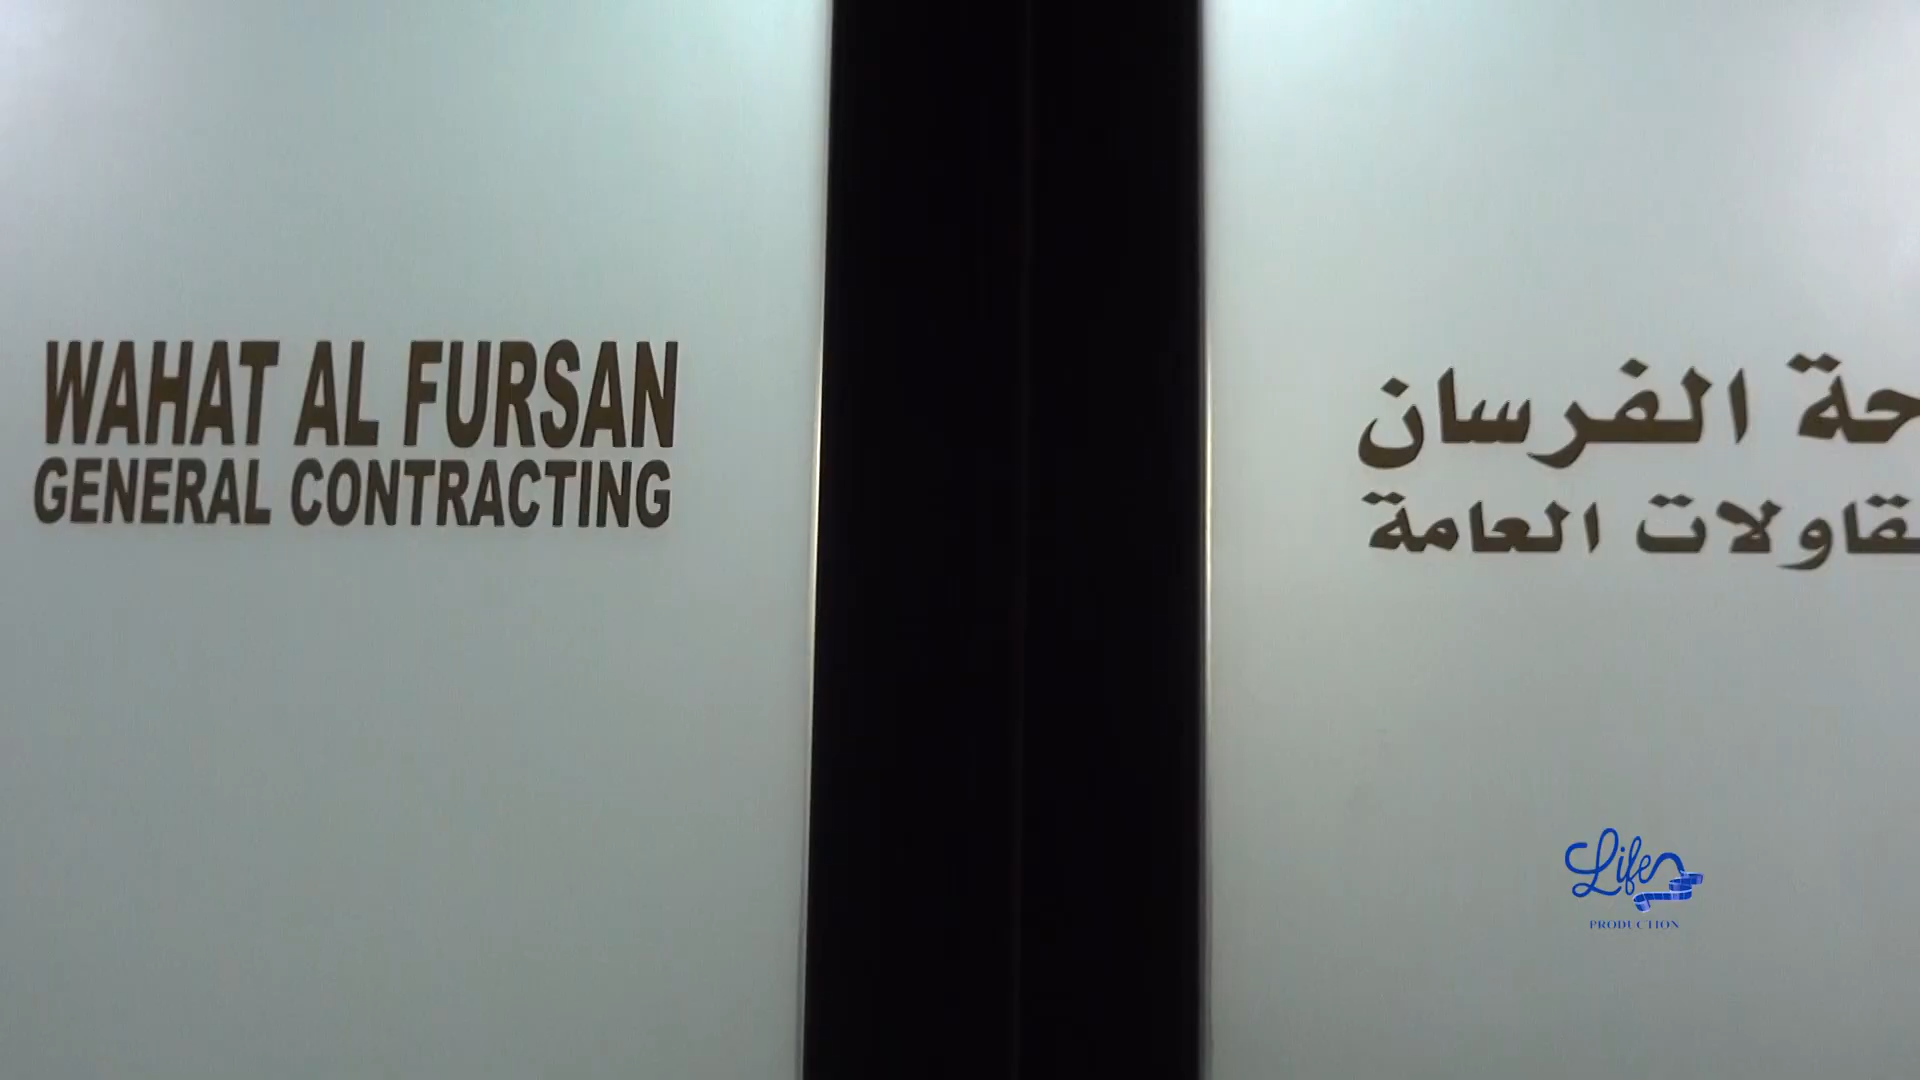 WAHAT AL FURSAN
GENERAL CONTRACTING
الفرسان
العامة
Life
PRODUCTION